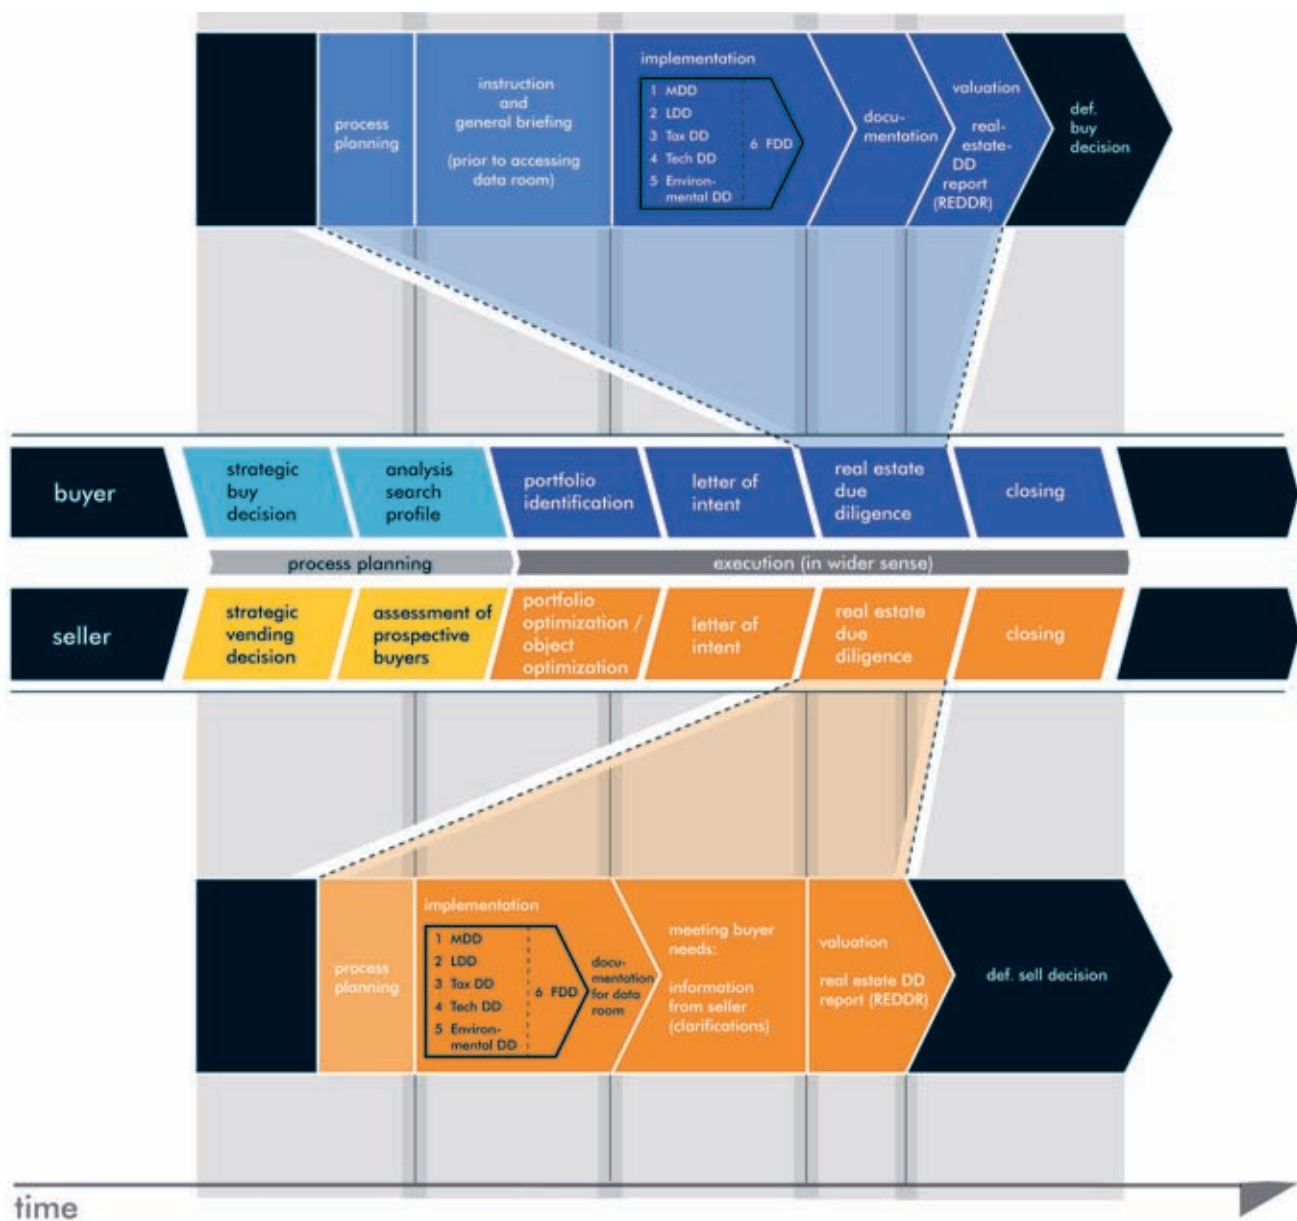 process
planning
instruction
and
general briefing
(prior to accessing
data room)
implementation
1 MDD
2 LDD
3 Tax DD
4 Tech DD
5 Environ-
mental DD
6 FDD
docu-
mentation
valuation
real-
estate-
DD
report
(REDDR)
def.
buy
decision
buyer
strategic
buy
decision
analysis
search
profile
portfolio
identification
letter of
intent
real estate
due
diligence
closing
process planning
execution (in wider sense)
seller
strategic
vending
decision
assessment of
prospective
buyers
portfolio
optimization /
object
optimization
letter of
intent
real estate
due
diligence
closing
process
planning
implementation
1 MDD
2 LDD
3 Tax DD
4 Tech DD
5 Environ-
mental DD
6 FDD
docu-
mentation
for data
room
meeting buyer
needs:
information
from seller
(clarifications)
valuation
real estate DD
report (REDDR)
def. sell decision
time